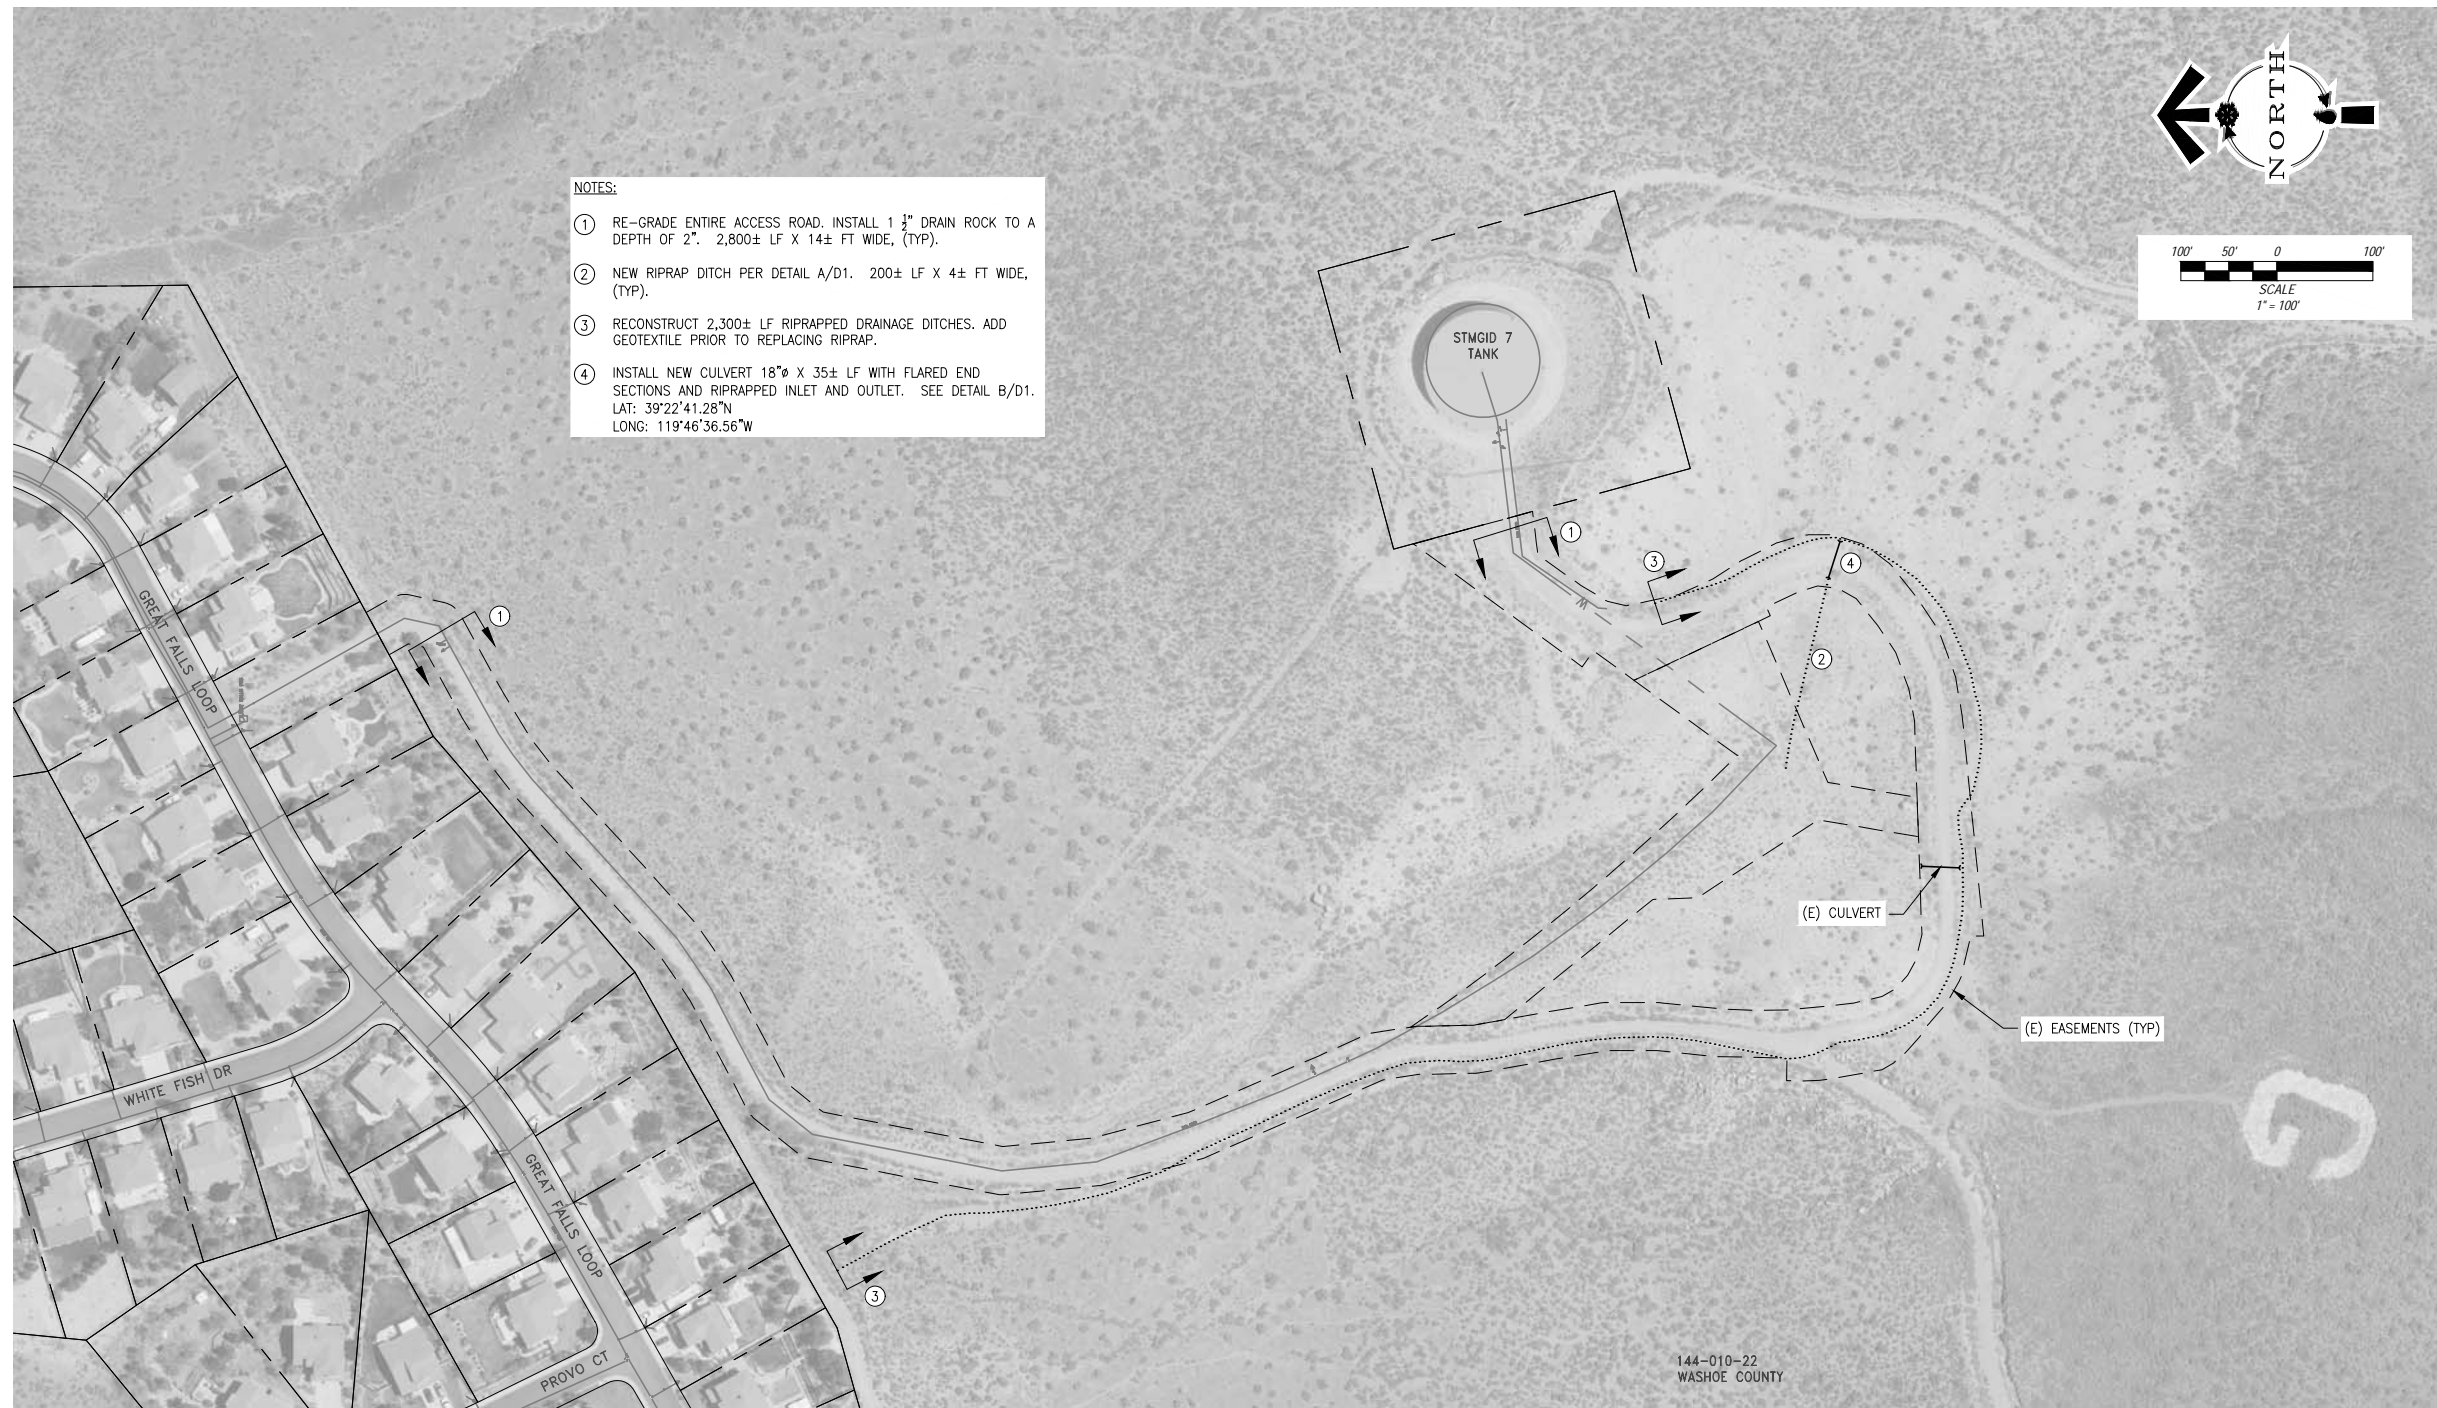 NORTH
100' 50' 0 100'
SCALE
1" = 100'
NOTES:
1 RE-GRADE ENTIRE ACCESS ROAD. INSTALL 1 1/2" DRAIN ROCK TO A
DEPTH OF 2". 2,800± LF X 14± FT WIDE, (TYP).
2 NEW RIPRAP DITCH PER DETAIL A/D1. 200± LF X 4± FT WIDE,
(TYP).
3 RECONSTRUCT 2,300± LF RIPRAPPED DRAINAGE DITCHES. ADD
GEOTEXTILE PRIOR TO REPLACING RIPRAP.
4 INSTALL NEW CULVERT 18"ø X 35± LF WITH FLARED END
SECTIONS AND RIPRAPPED INLET AND OUTLET. SEE DETAIL B/D1.
LAT: 39°22'41.28"N
LONG: 119°46'36.56"W
STMGID 7
TANK
1
3
4
W
1
2
GREAT FALLS LOOP
(E) CULVERT
(E) EASEMENTS (TYP)
WHITE FISH DR
GREAT FALLS LOOP
3
PROVO CT
144-010-22
WASHOE COUNTY